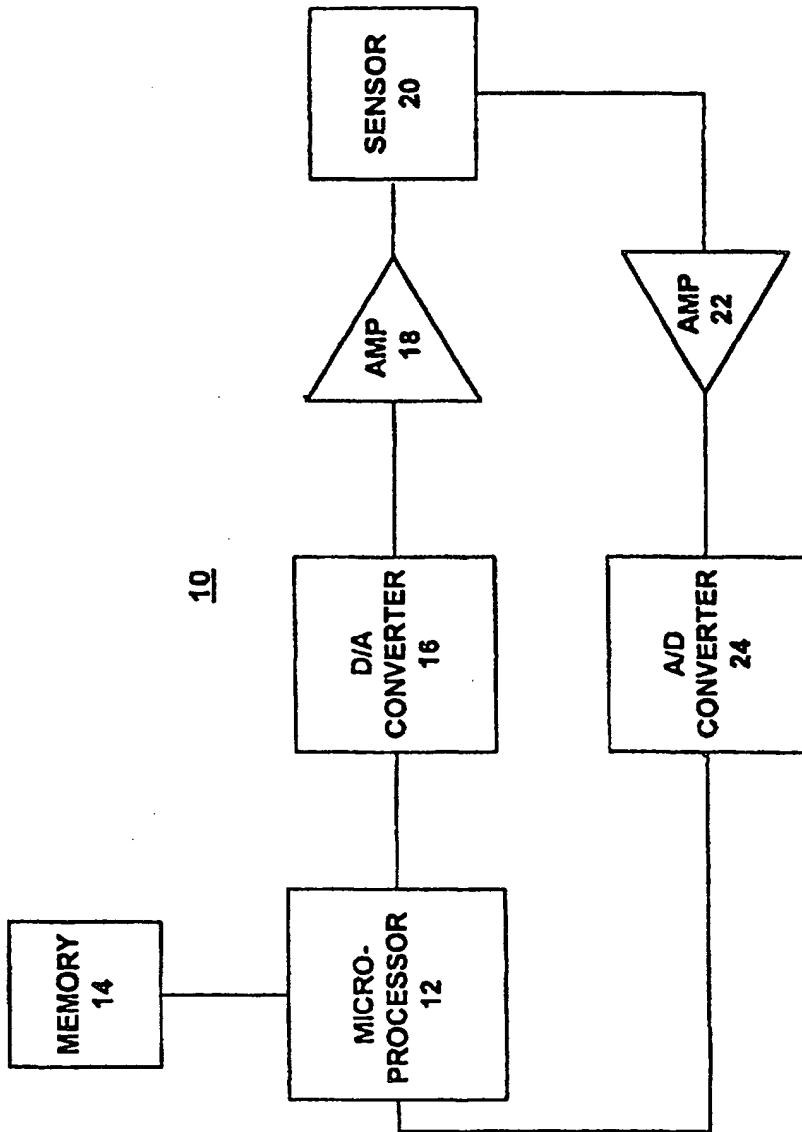 10
MEMORY
14
MICRO-
PROCESSOR
12
D/A
CONVERTER
16
AMP
18
SENSOR
20
AMP
22
A/D
CONVERTER
24